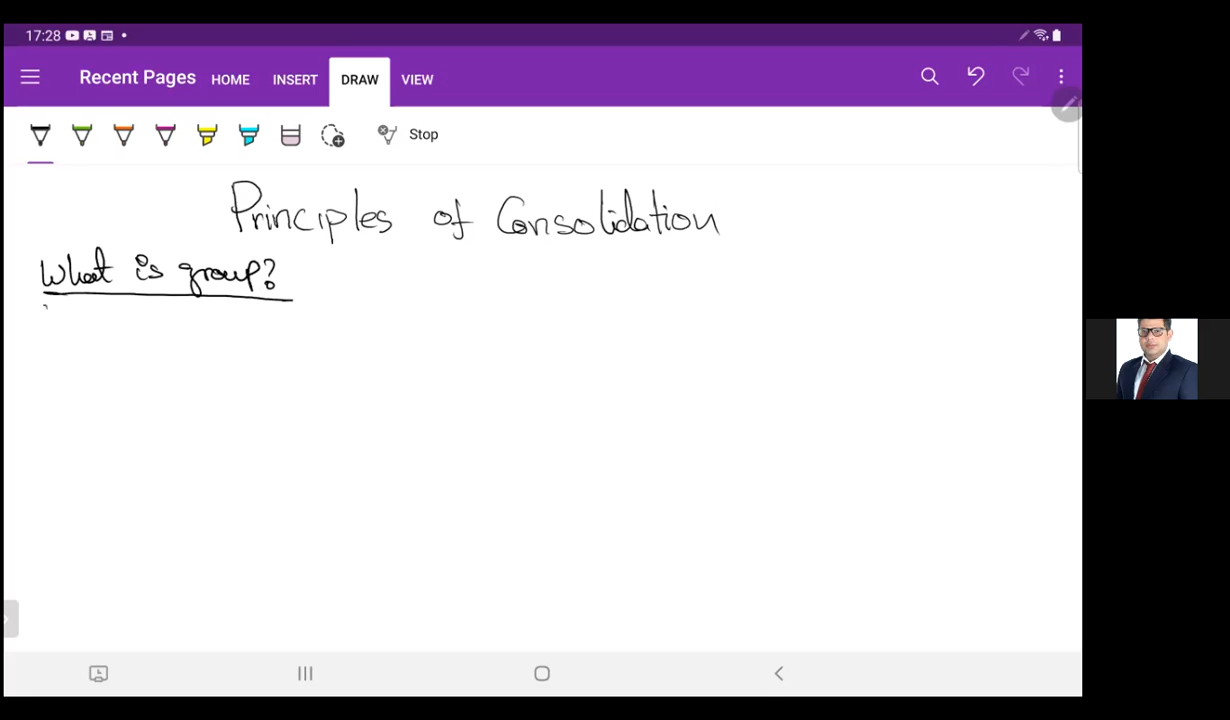 17:28
Recent Pages HOME INSERT DRAW VIEW
Stop
Principles of Consolidation
What is group?